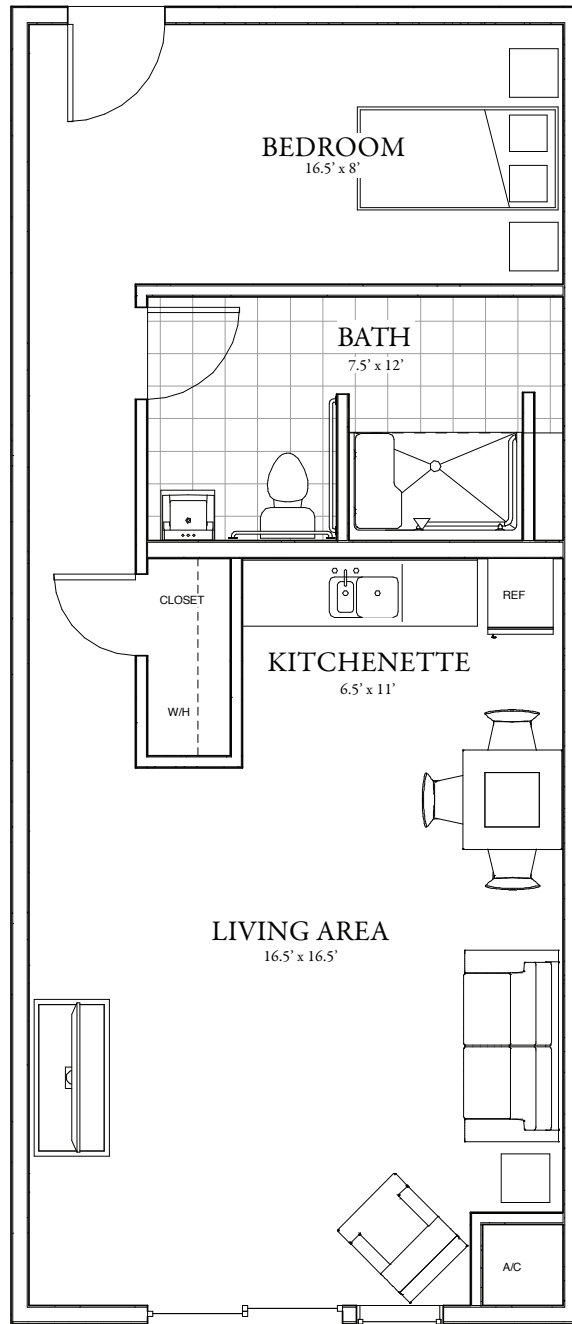 BEDROOM
16.5' x 8'
BATH
7.5' x 12'
CLOSET
REF
KITCHENETTE
6.5' x 11'
W/H
LIVING AREA
16.5' x 16.5'
A/C